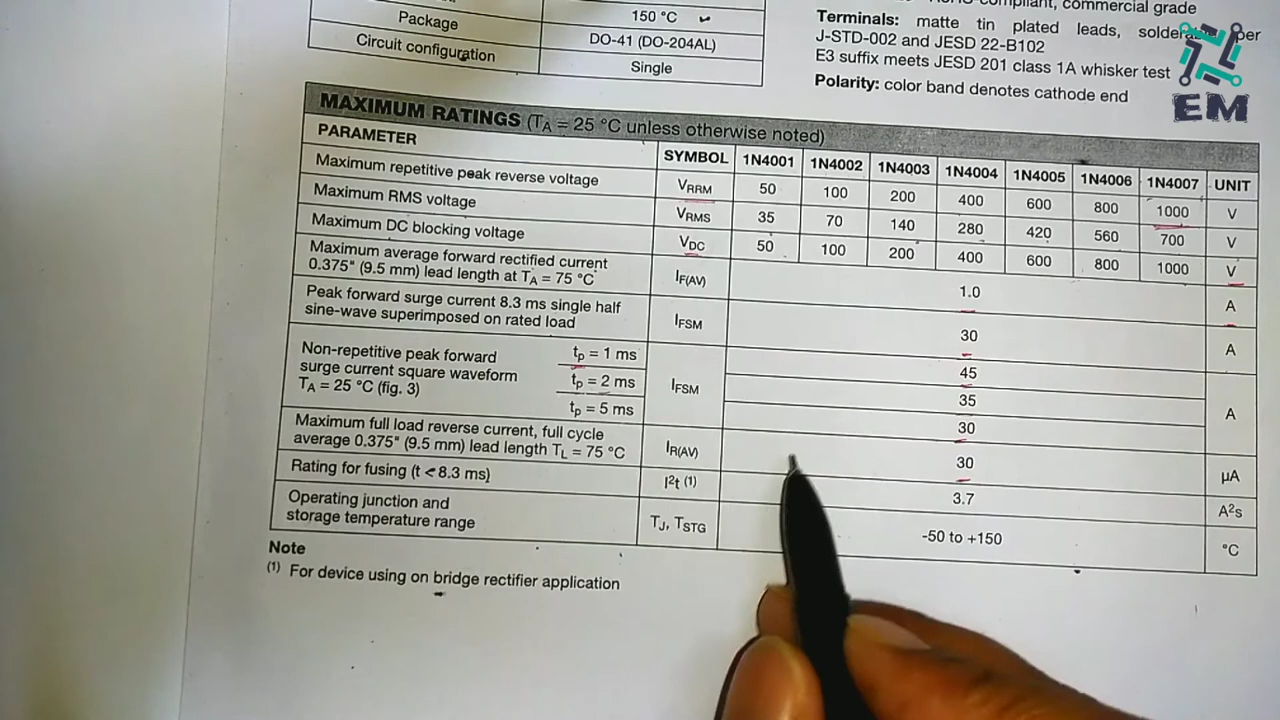 compliant, commercial grade
Package 150 °C
Circuit configuration DO-41 (DO-204AL)
Single
Terminals: matte tin plated leads, per
J-STD-002 and JESD 22-B102
E3 suffix meets JESD 201 class 1A whisker test
Polarity: color band denotes cathode end
EM
MAXIMUM RATINGS (TA = 25 °C unless otherwise noted)
PARAMETER SYMBOL 1N4001 1N4002 1N4003 1N4004 1N4005 1N4006 1N4007 UNIT
Maximum repetitive peak reverse voltage VRRM 50 100 200 400 600 800 1000 V
Maximum RMS voltage VRMS 35 70 140 280 420 560 700 V
Maximum DC blocking voltage VDC 50 100 200 400 600 800 1000 V
Maximum average forward rectified current
0.375" (9.5 mm) lead length at TA = 75 °C IF(AV) 1.0 A
Peak forward surge current 8.3 ms single half
sine-wave superimposed on rated load IFSM 30 A
Non-repetitive peak forward
surge current square waveform
TA = 25 °C (fig. 3)
tp = 1 ms 45
tp = 2 ms IFSM 35 A
tp = 5 ms 30
Maximum full load reverse current, full cycle
average 0.375" (9.5 mm) lead length TL = 75 °C IR(AV) 30 µA
Rating for fusing (t < 8.3 ms) I²t (1) 3.7 A²s
Operating junction and
storage temperature range TJ, TSTG -50 to +150 °C
Note
(1) For device using on bridge rectifier application